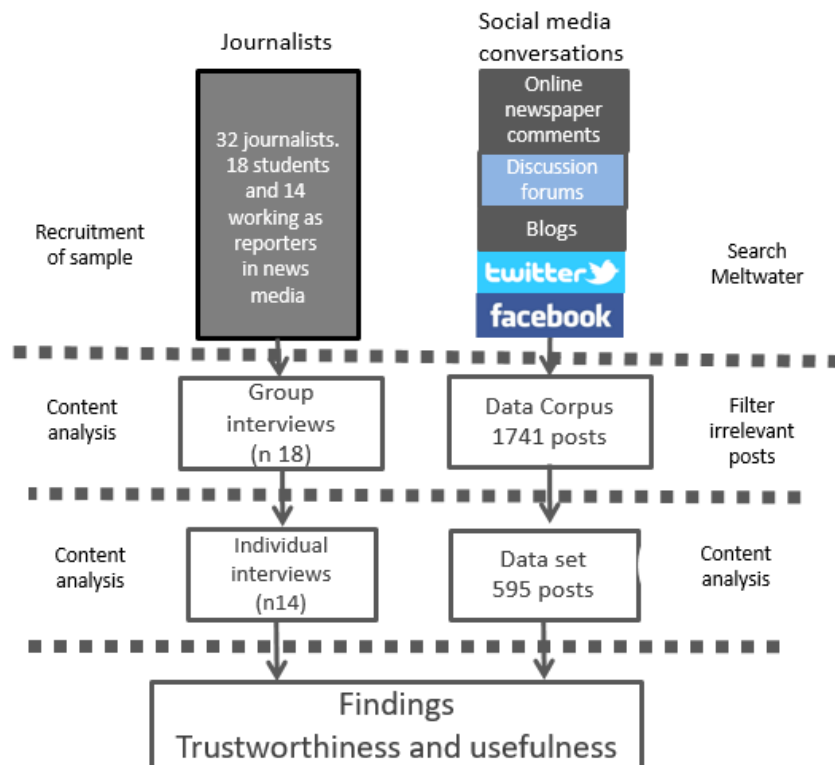 Journalists
Social media
conversations
32 journalists.
18 students
and 14
working as
reporters
in news
media
Online
newspaper
comments
Discussion
forums
Blogs
twitter
facebook
Recruitment
of sample
Search
Meltwater
Content
analysis
Group
interviews
(n 18)
Data Corpus
1741 posts
Filter
irrelevant
posts
Content
analysis
Individual
interviews
(n14)
Data set
595 posts
Content
analysis
Findings
Trustworthiness and usefulness